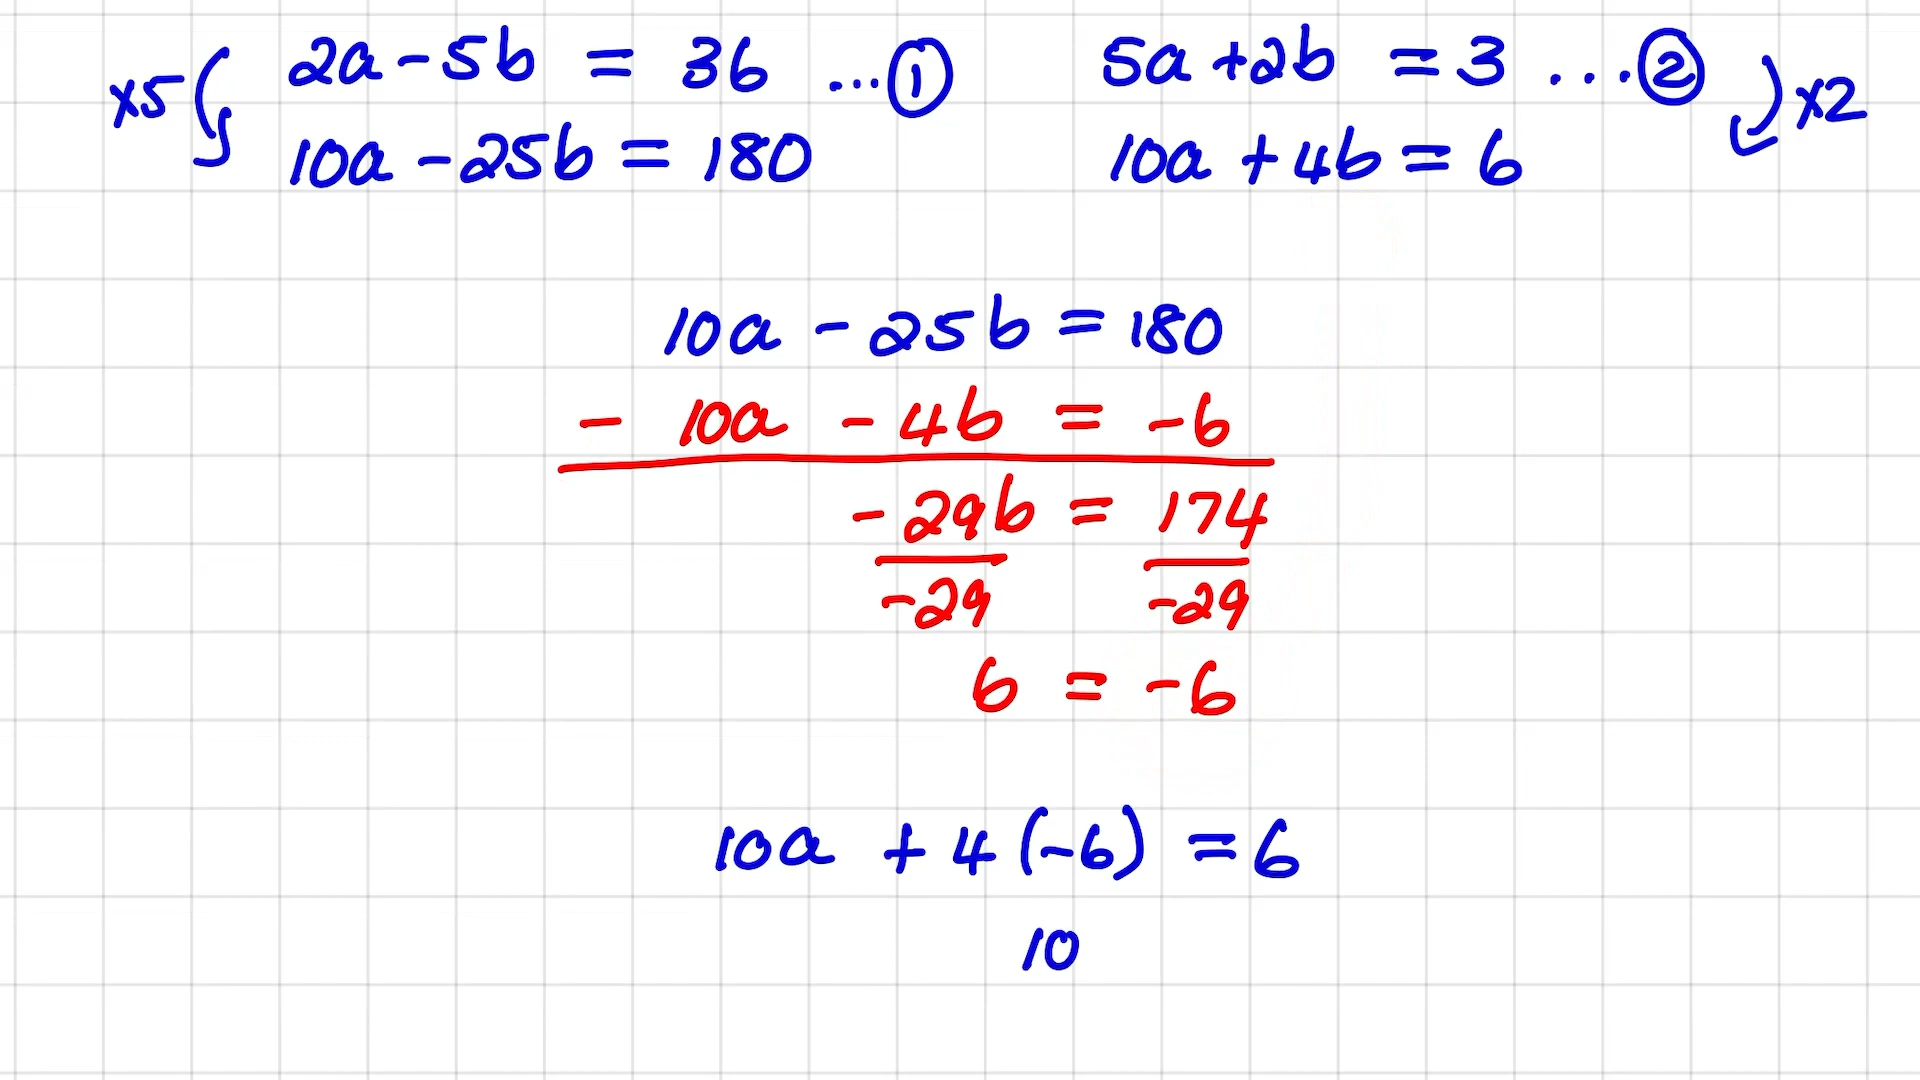 ×5 2a - 5b = 36 ...① 5a + 2b = 3 ...② ×2
10a - 25b = 180 10a + 4b = 6
10a - 25b = 180
- 10a - 4b = -6
-29b = 174
-29 -29
6 = -6
10a + 4(-6) = 6
10